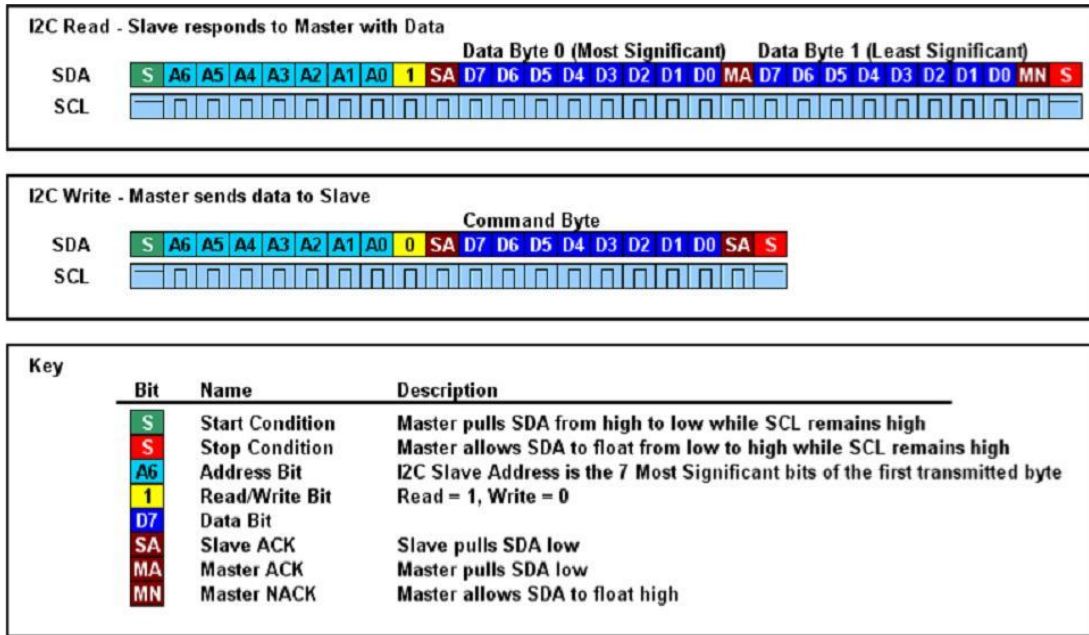 I2C Read - Slave responds to Master with Data
Data Byte 0 (Most Significant) Data Byte 1 (Least Significant)
SDA S A6 A5 A4 A3 A2 A1 A0 1 SA D7 D6 D5 D4 D3 D2 D1 D0 MA D7 D6 D5 D4 D3 D2 D1 D0 MN S
SCL
I2C Write - Master sends data to Slave
Command Byte
SDA S A6 A5 A4 A3 A2 A1 A0 0 SA D7 D6 D5 D4 D3 D2 D1 D0 SA S
SCL
Key
Bit Name Description
S Start Condition Master pulls SDA from high to low while SCL remains high
S Stop Condition Master allows SDA to float from low to high while SCL remains high
A6 Address Bit I2C Slave Address is the 7 Most Significant bits of the first transmitted byte
1 Read/Write Bit Read = 1, Write = 0
D7 Data Bit
SA Slave ACK Slave pulls SDA low
MA Master ACK Master pulls SDA low
MN Master NACK Master allows SDA to float high